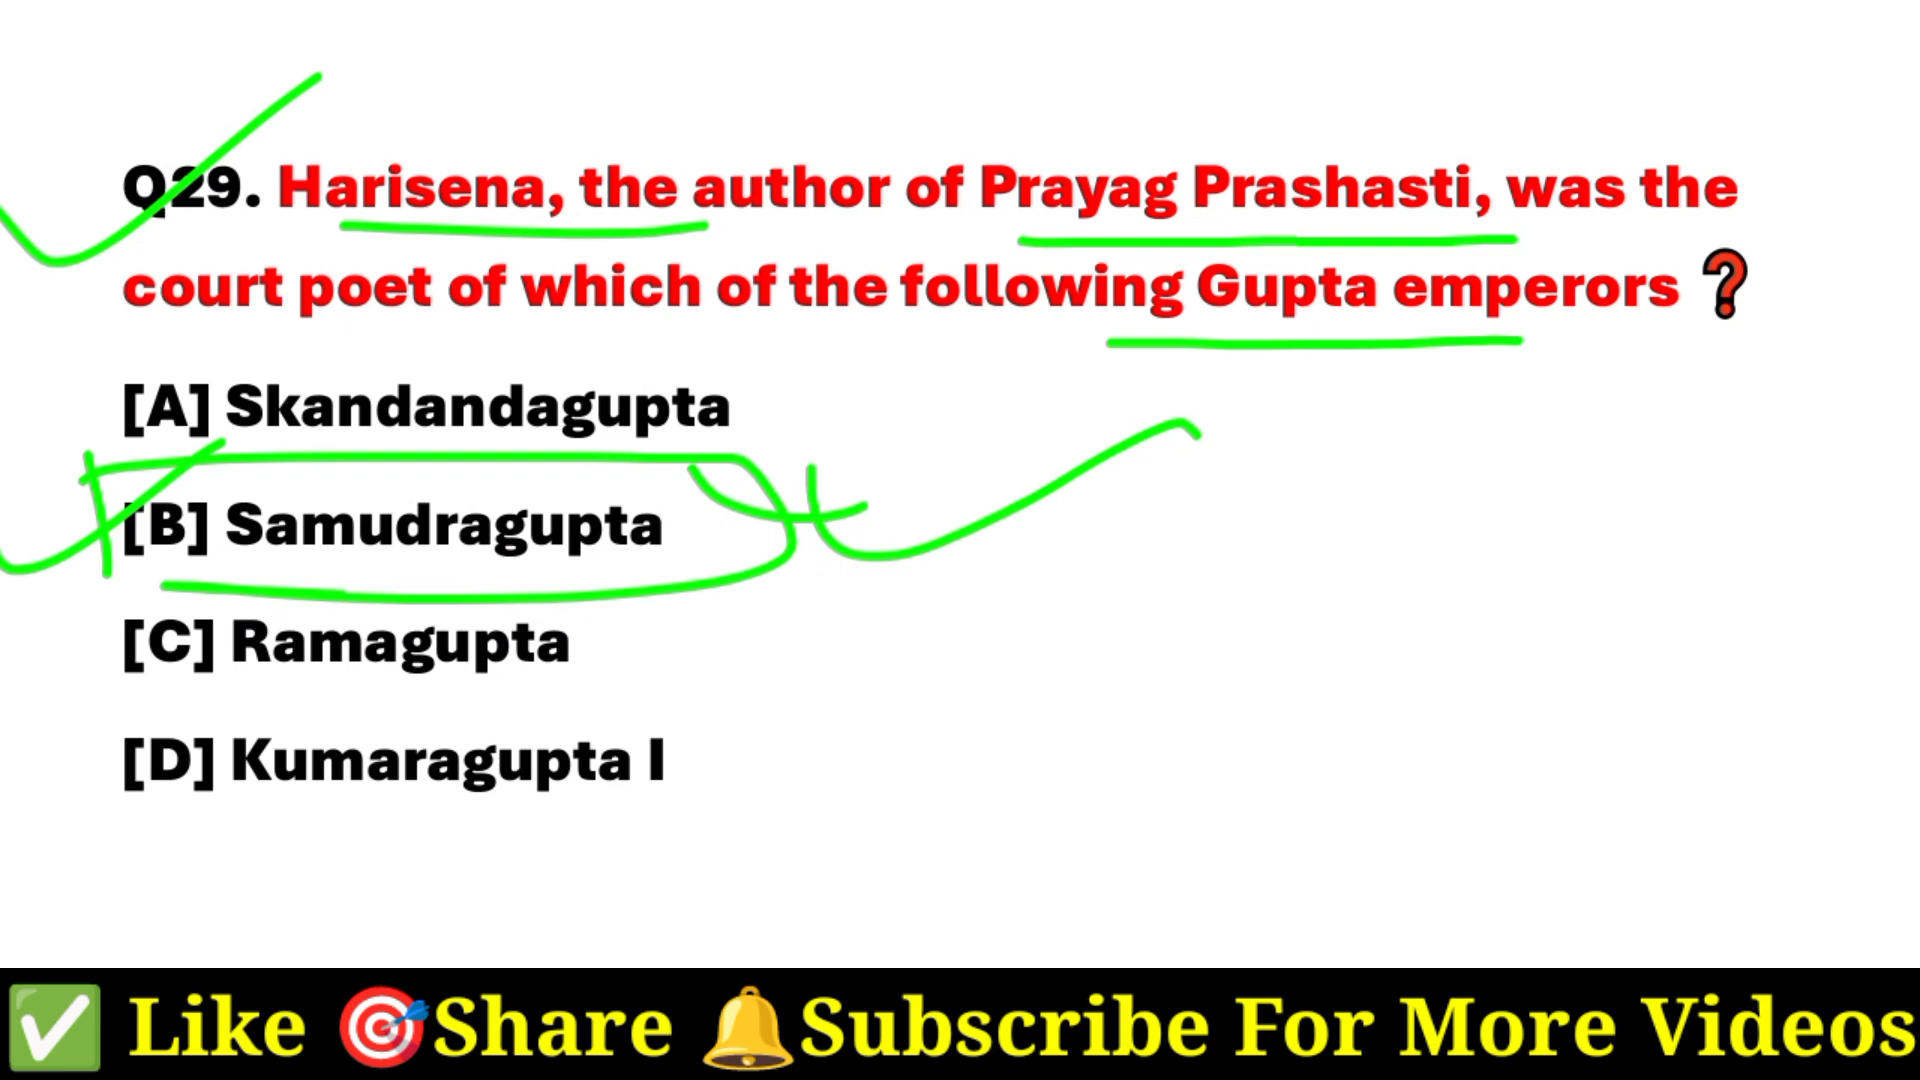 Q29. Harisena, the author of Prayag Prashasti, was the
court poet of which of the following Gupta emperors ❓
[A] Skandandagupta
[B] Samudragupta
[C] Ramagupta
[D] Kumaragupta I
✅ Like 🎯Share 🔔Subscribe For More Videos